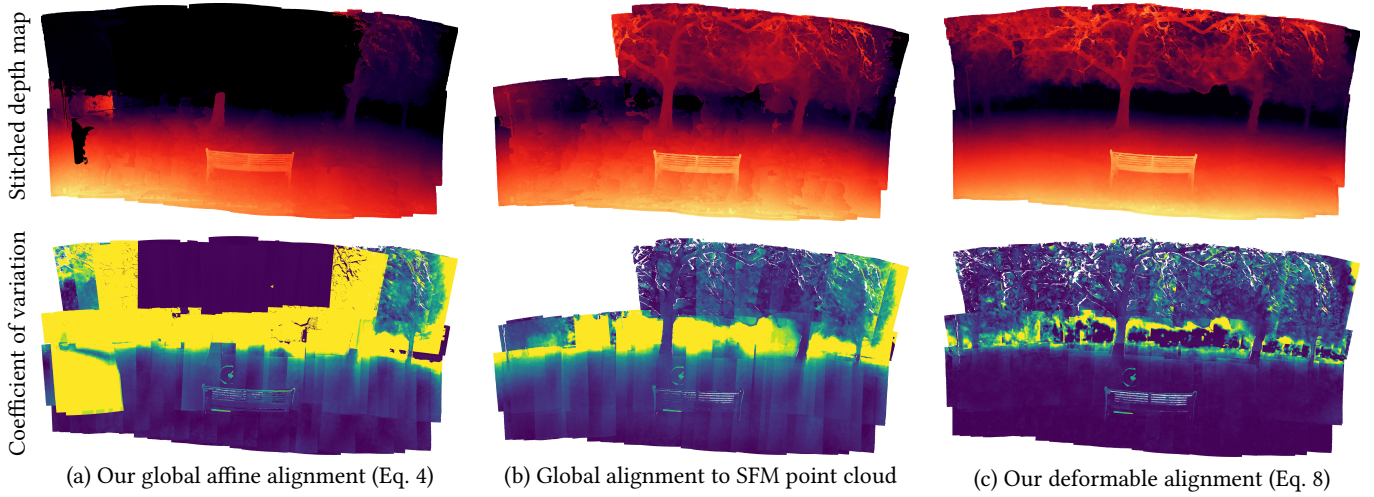 Stitched depth map
Coefficient of variation
(a) Our global affine alignment (Eq. 4)
(b) Global alignment to SFM point cloud
(c) Our deformable alignment (Eq. 8)